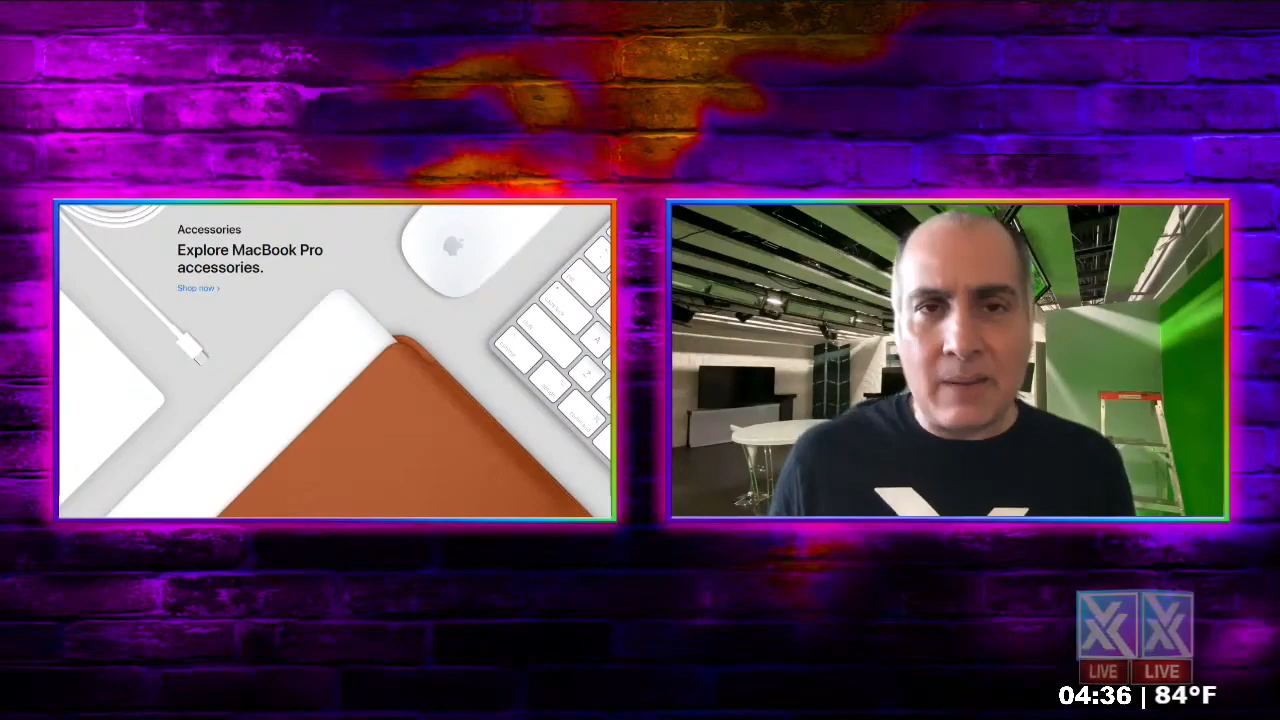 Accessories
Explore MacBook Pro
accessories.
Shop now ›
LIVE LIVE
04:36 | 84°F